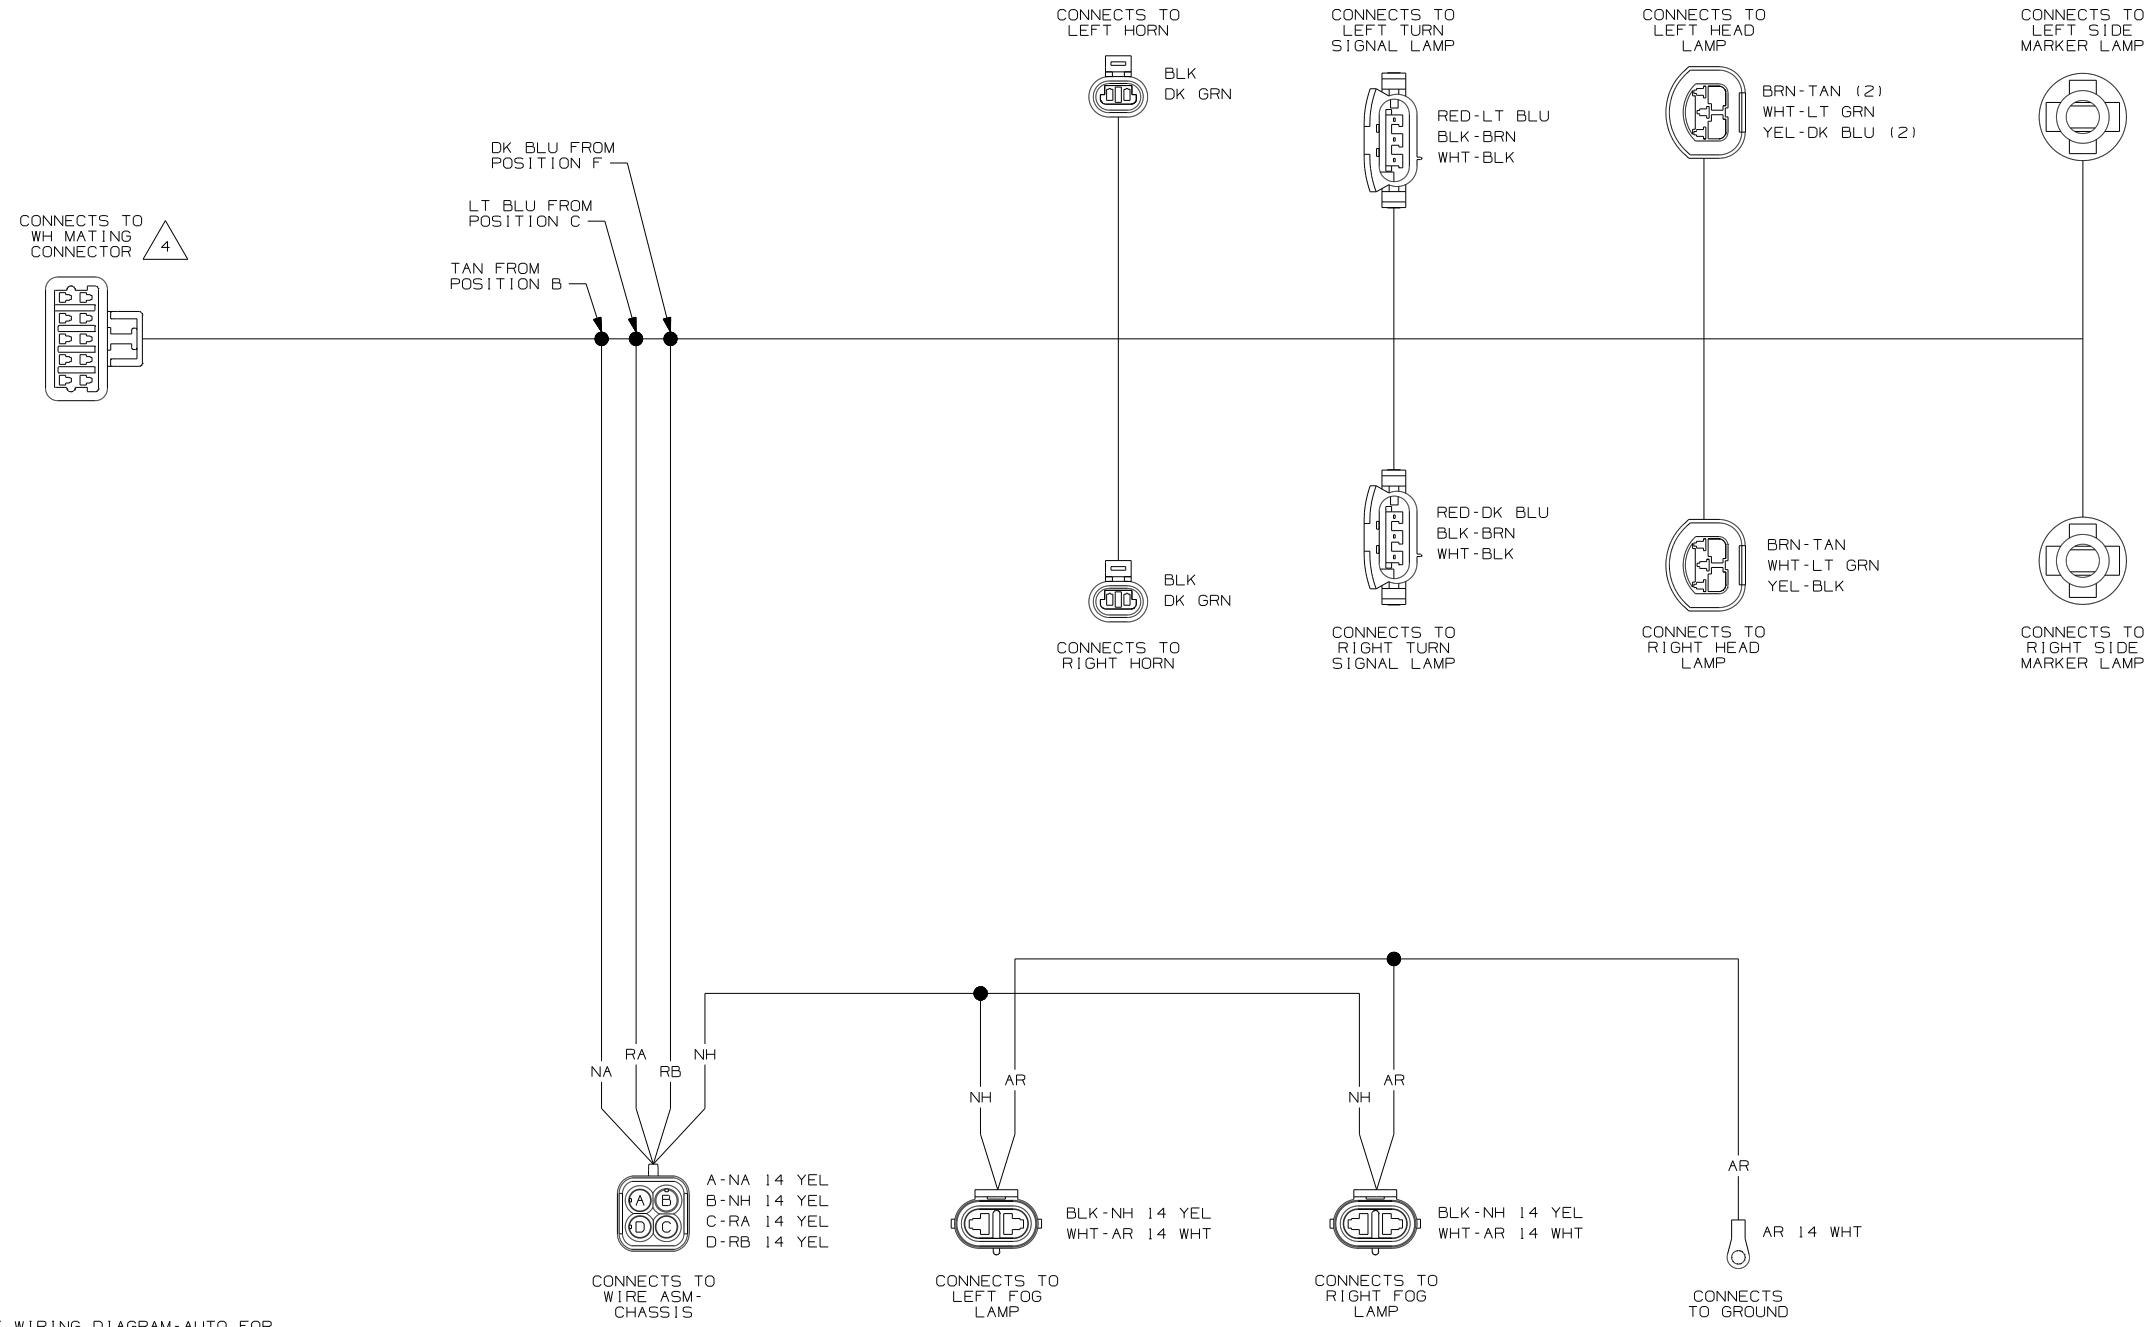 CONNECTS TO
LEFT HORN
BLK
DK GRN
CONNECTS TO
LEFT TURN
SIGNAL LAMP
RED-LT BLU
BLK-BRN
WHT-BLK
CONNECTS TO
LEFT HEAD
LAMP
BRN-TAN (2)
WHT-LT GRN
YEL-DK BLU (2)
CONNECTS TO
LEFT SIDE
MARKER LAMP
DK BLU FROM
POSITION F
LT BLU FROM
POSITION C
TAN FROM
POSITION B
CONNECTS TO
WH MATING
CONNECTOR
4
BLK
DK GRN
CONNECTS TO
RIGHT HORN
RED-DK BLU
BLK-BRN
WHT-BLK
CONNECTS TO
RIGHT TURN
SIGNAL LAMP
BRN-TAN
WHT-LT GRN
YEL-BLK
CONNECTS TO
RIGHT HEAD
LAMP
CONNECTS TO
RIGHT SIDE
MARKER LAMP
NA
RA
RB
NH
NH
AR
NH
AR
AR
A
B
D
C
A-NA 14 YEL
B-NH 14 YEL
C-RA 14 YEL
D-RB 14 YEL
CONNECTS TO
WIRE ASM-
CHASSIS
BLK-NH 14 YEL
WHT-AR 14 WHT
CONNECTS TO
LEFT FOG
LAMP
BLK-NH 14 YEL
WHT-AR 14 WHT
CONNECTS TO
RIGHT FOG
LAMP
AR 14 WHT
CONNECTS
TO GROUND
WIRING DIAGRAM-AUTO FOR